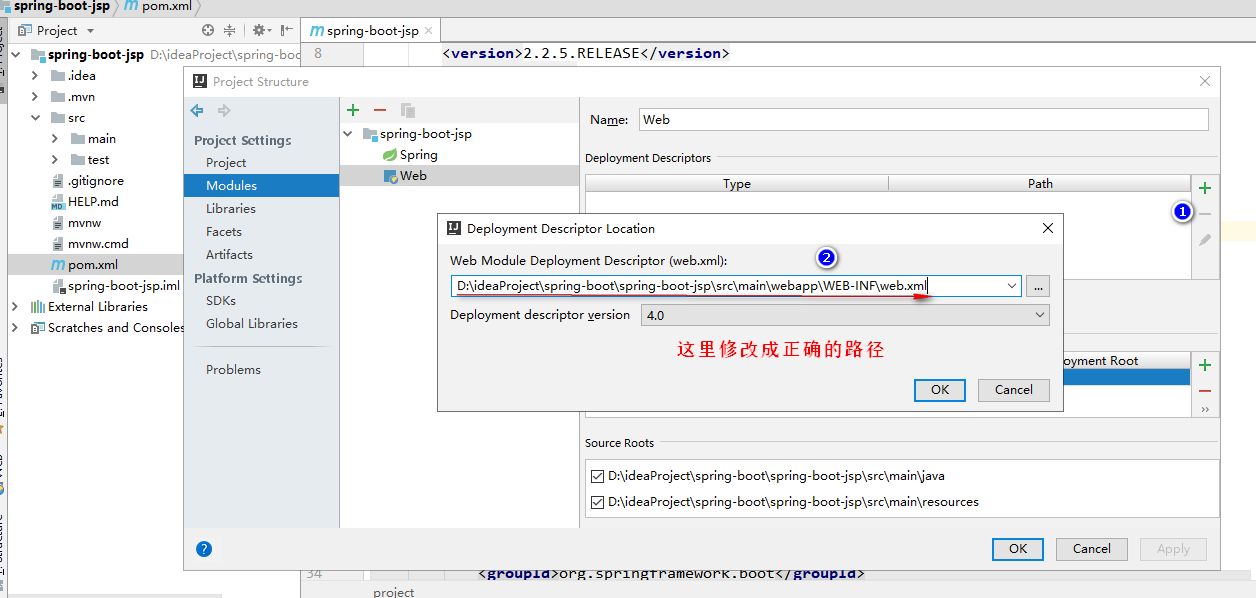 spring-boot-jsp pom.xml
Project
spring-boot-jsp
spring-boot-jsp D:\ideaProject\spring-boo
.idea
.mvn
src
main
test
.gitignore
HELP.md
mvnw
mvnw.cmd
pom.xml
spring-boot-jsp.iml
External Libraries
Scratches and Consoles
8 <version>2.2.5.RELEASE</version>
Project Structure
Project Settings
Project
Modules
Libraries
Facets
Artifacts
Platform Settings
SDKs
Global Libraries
Problems
spring-boot-jsp
Spring
Web
Name: Web
Deployment Descriptors
Type Path
1
Deployment Descriptor Location
2
Web Module Deployment Descriptor (web.xml):
D:\ideaProject\spring-boot\spring-boot-jsp\src\main\webapp\WEB-INF\web.xml ...
Deployment descriptor version 4.0
这里修改成正确的路径
OK Cancel
oyment Root
Source Roots
D:\ideaProject\spring-boot\spring-boot-jsp\src\main\java
D:\ideaProject\spring-boot\spring-boot-jsp\src\main\resources
? OK Cancel Apply
34 <groupId>org.springframework.boot</groupId>
project